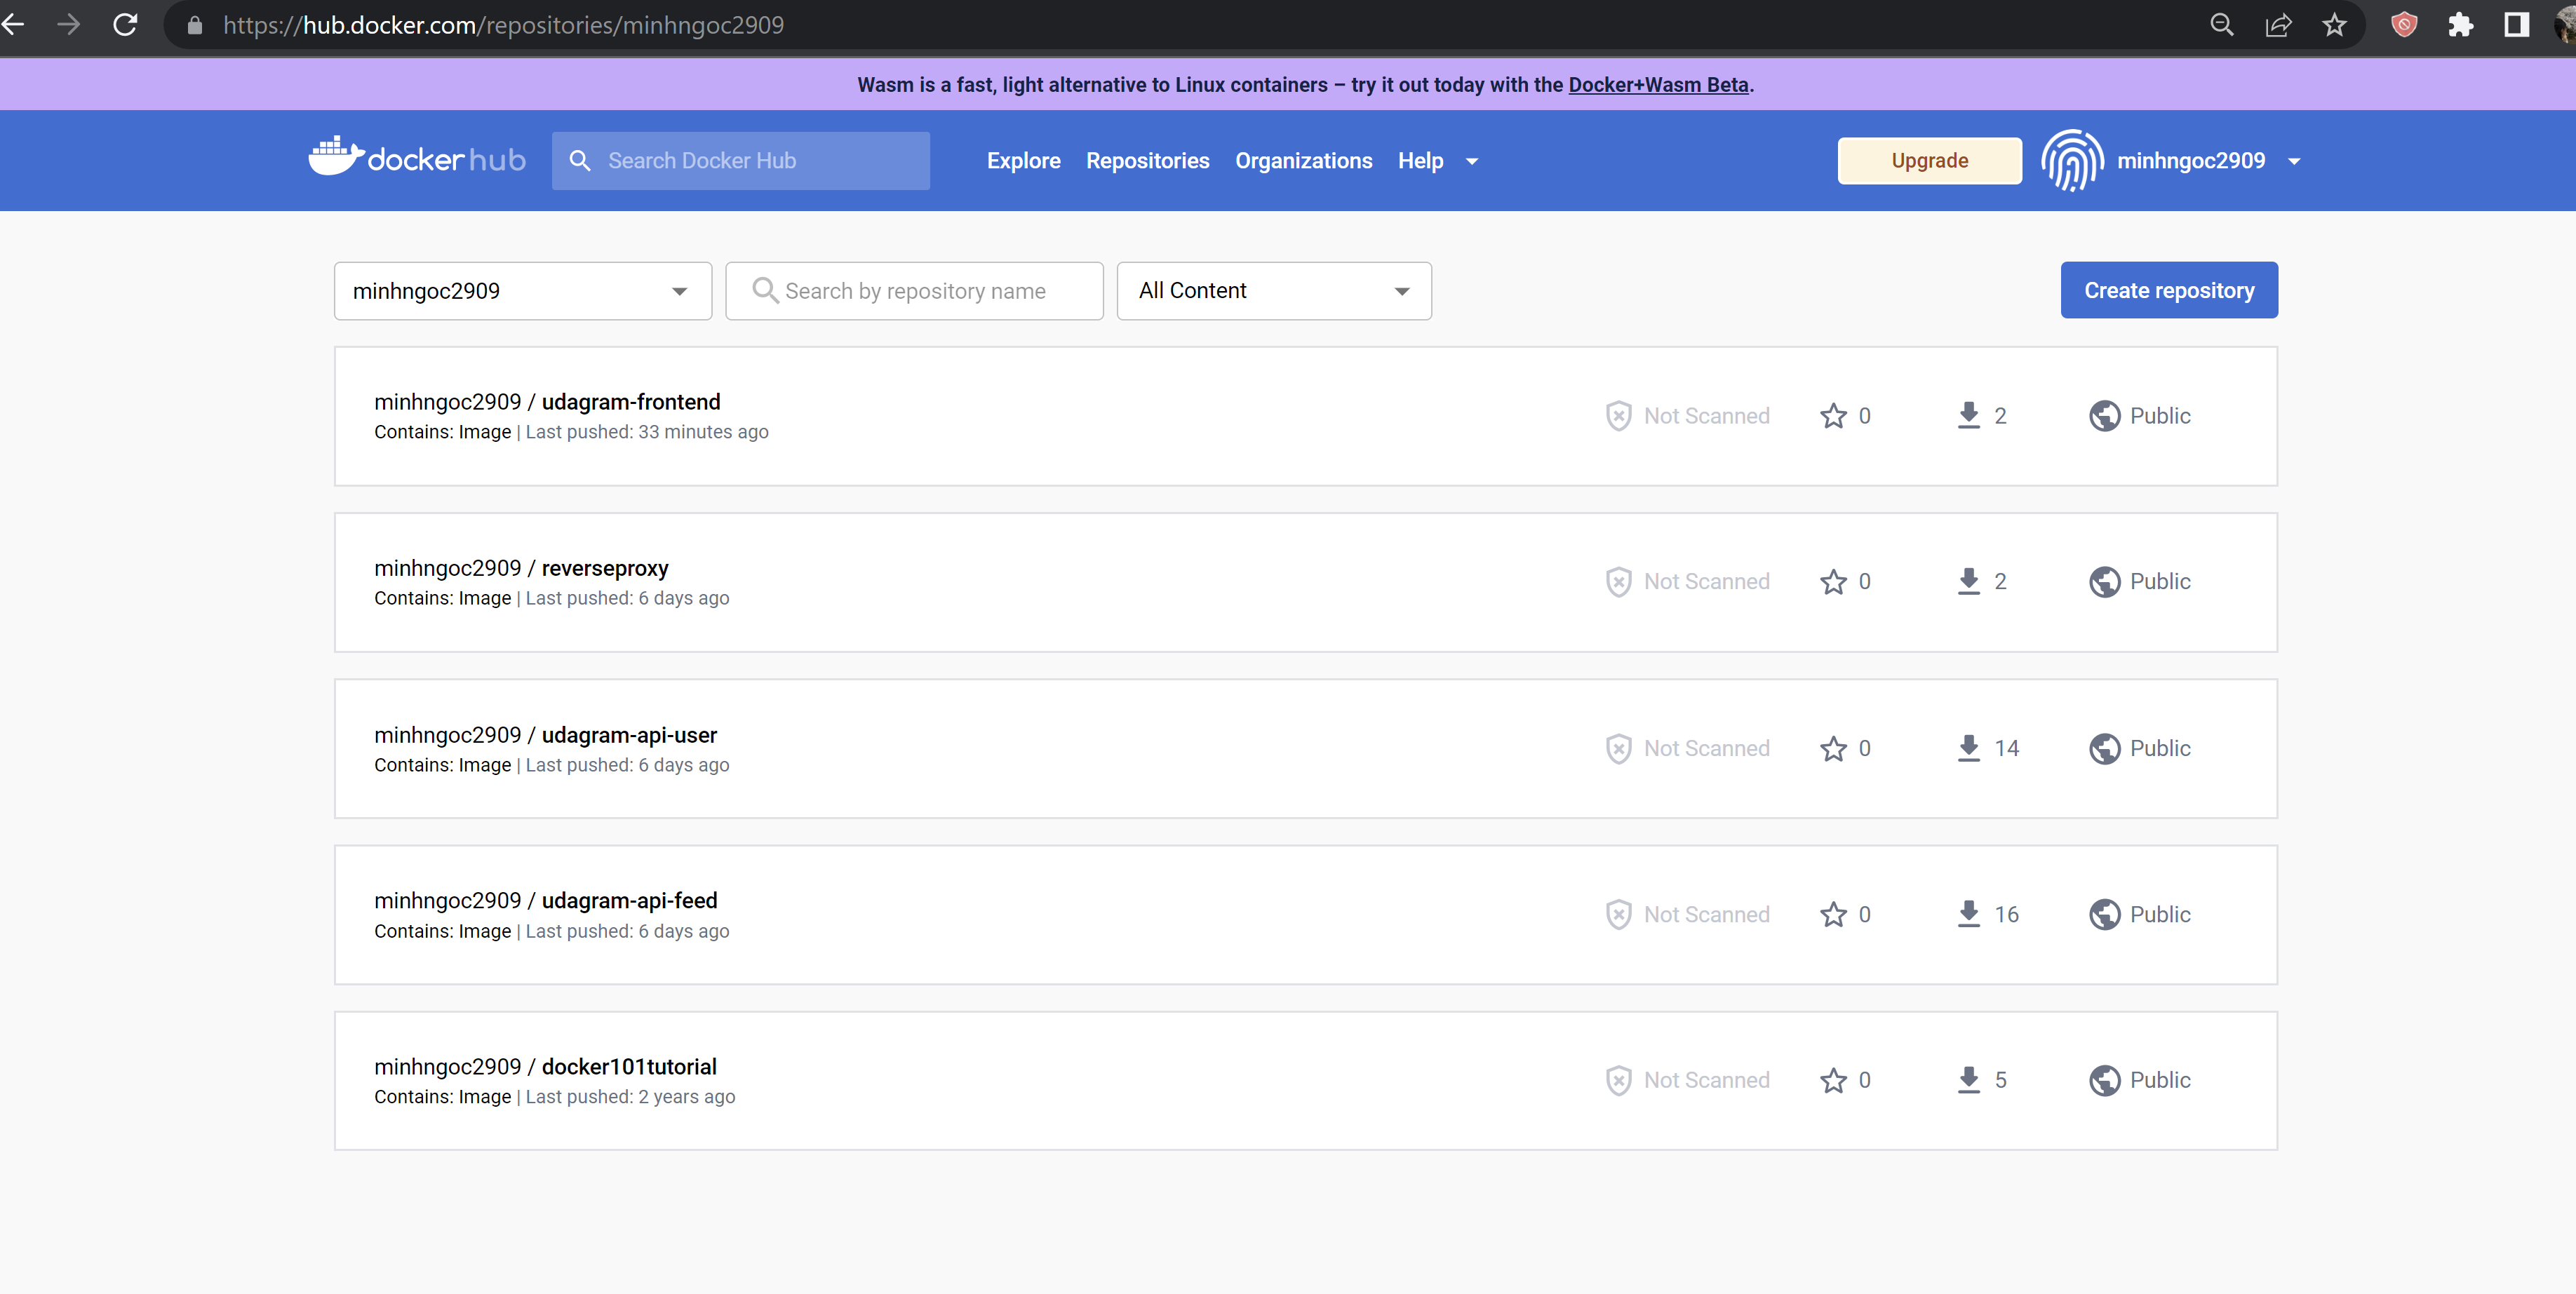 https://hub.docker.com/repositories/minhngoc2909
Wasm is a fast, light alternative to Linux containers – try it out today with the Docker+Wasm Beta.
dockerhub
Search Docker Hub
Explore Repositories Organizations Help
Upgrade
minhngoc2909
minhngoc2909
Search by repository name
All Content
Create repository
minhngoc2909 / udagram-frontend
Contains: Image | Last pushed: 33 minutes ago
Not Scanned 0 2 Public
minhngoc2909 / reverseproxy
Contains: Image | Last pushed: 6 days ago
Not Scanned 0 2 Public
minhngoc2909 / udagram-api-user
Contains: Image | Last pushed: 6 days ago
Not Scanned 0 14 Public
minhngoc2909 / udagram-api-feed
Contains: Image | Last pushed: 6 days ago
Not Scanned 0 16 Public
minhngoc2909 / docker101tutorial
Contains: Image | Last pushed: 2 years ago
Not Scanned 0 5 Public